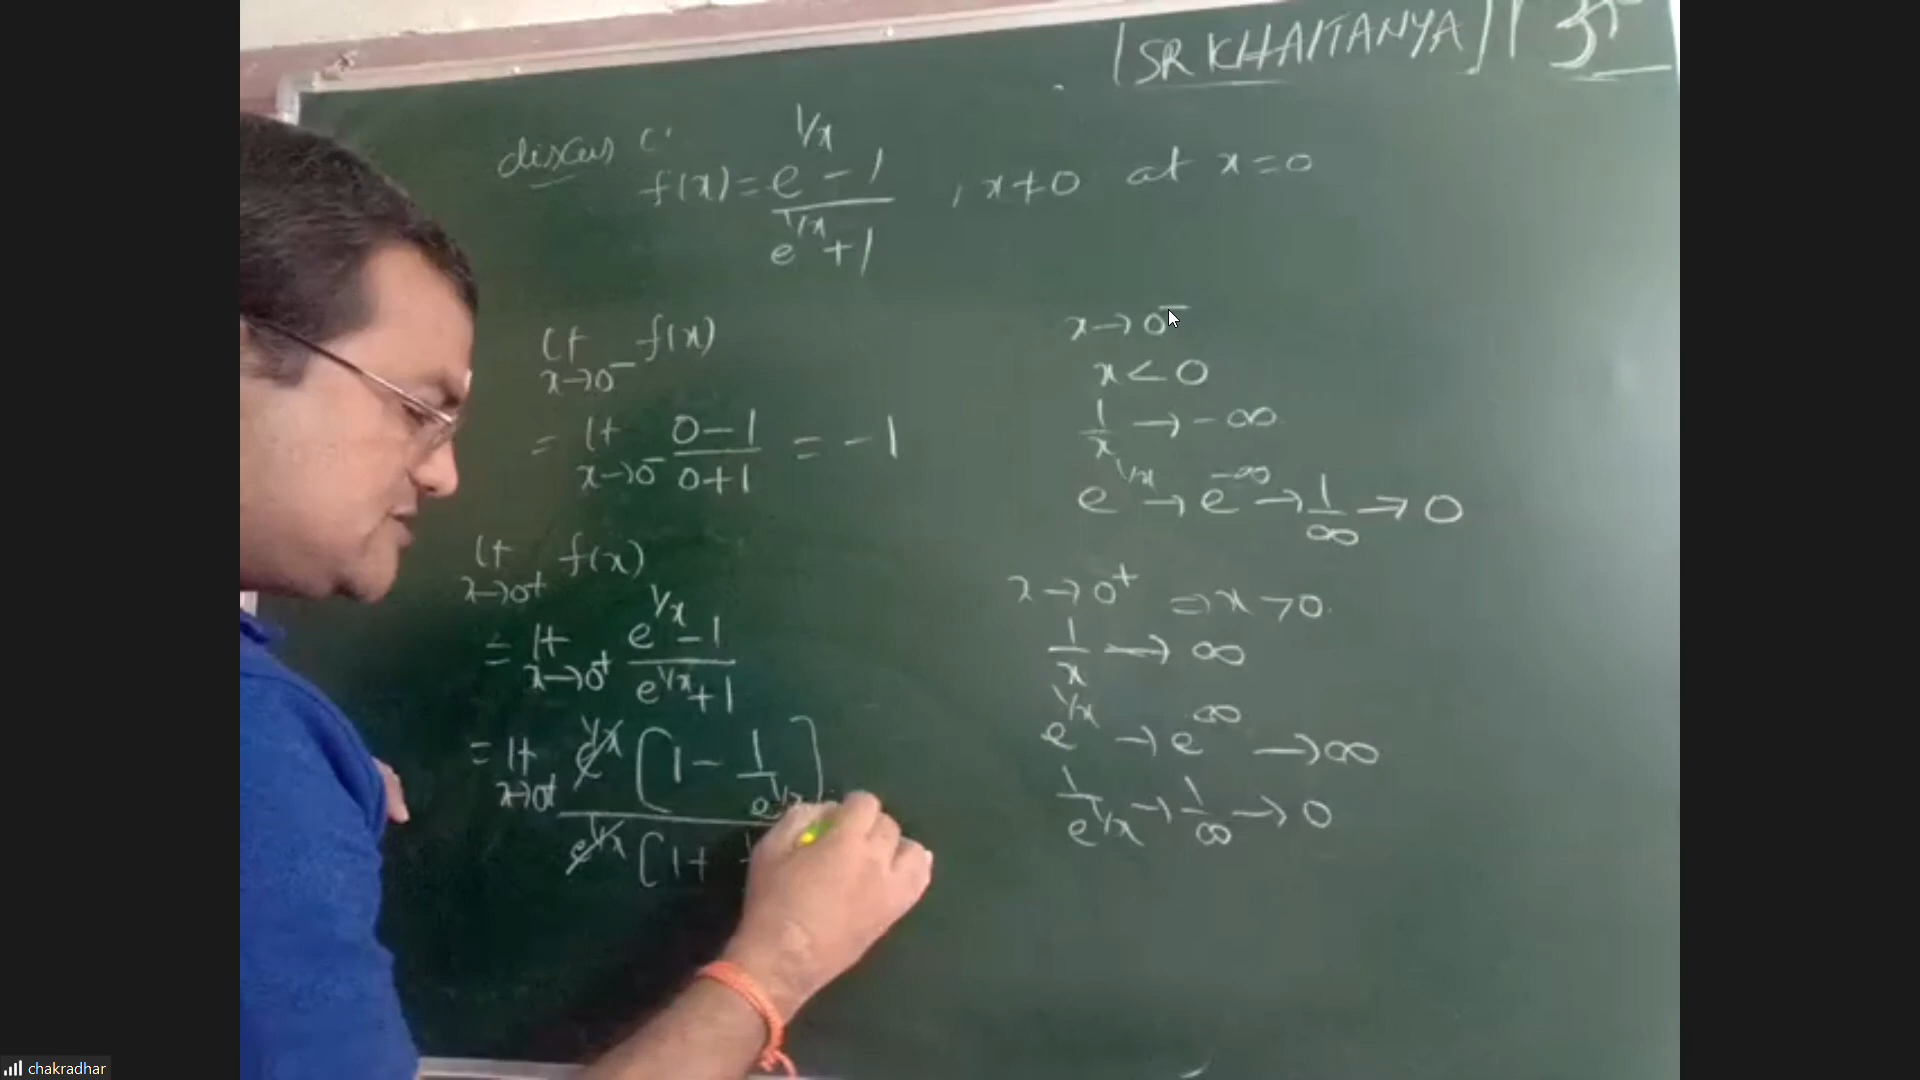 |SR KHAITANYA||
discus
f(x) = (e^(1/x) - 1)/(e^(1/x) + 1) , x≠0 at x=0
lt x→0⁻ f(x)
= lt x→0⁻ (0-1)/(0+1) = -1
lt x→0⁺ f(x)
= lt x→0⁺ (e^(1/x) - 1)/(e^(1/x) + 1)
= lt x→0⁺ e^(1/x) [1 - 1/e^(1/x)]
e^(1/x) [1 +
x→0⁻
x<0
1/x → -∞
e^(1/x) → e^(-∞) → 1/∞ → 0
x→0⁺ ⇒ x>0.
1/x → ∞
e^(1/x) → e^∞ → ∞
1/e^(1/x) → 1/∞ → 0
chakradhar